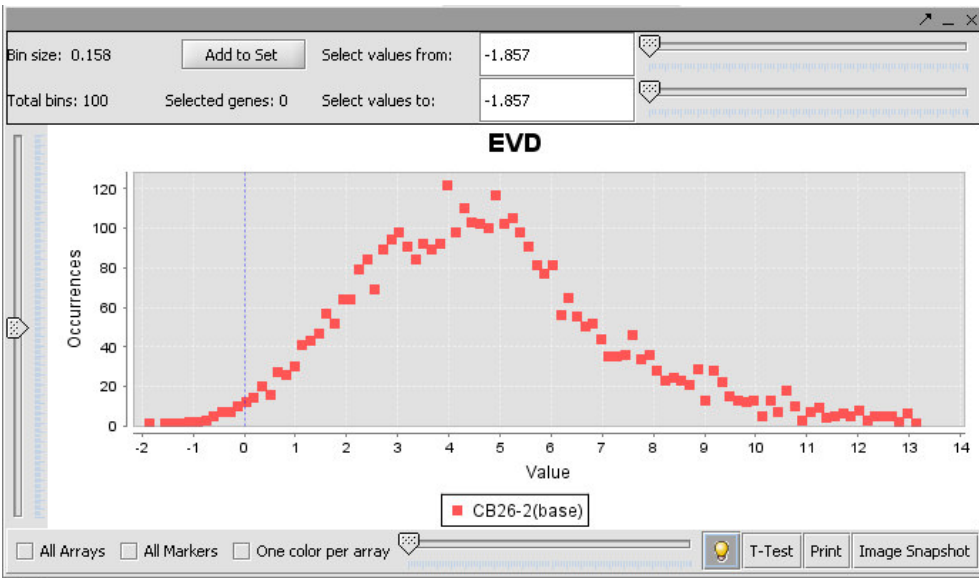 Bin size: 0.158 Add to Set Select values from: -1.857
Total bins: 100 Selected genes: 0 Select values to: -1.857
EVD
120
100
80
60
40
20
0
Occurrences
-2 -1 0 1 2 3 4 5 6 7 8 9 10 11 12 13 14
Value
CB26-2(base)
All Arrays All Markers One color per array T-Test Print Image Snapshot